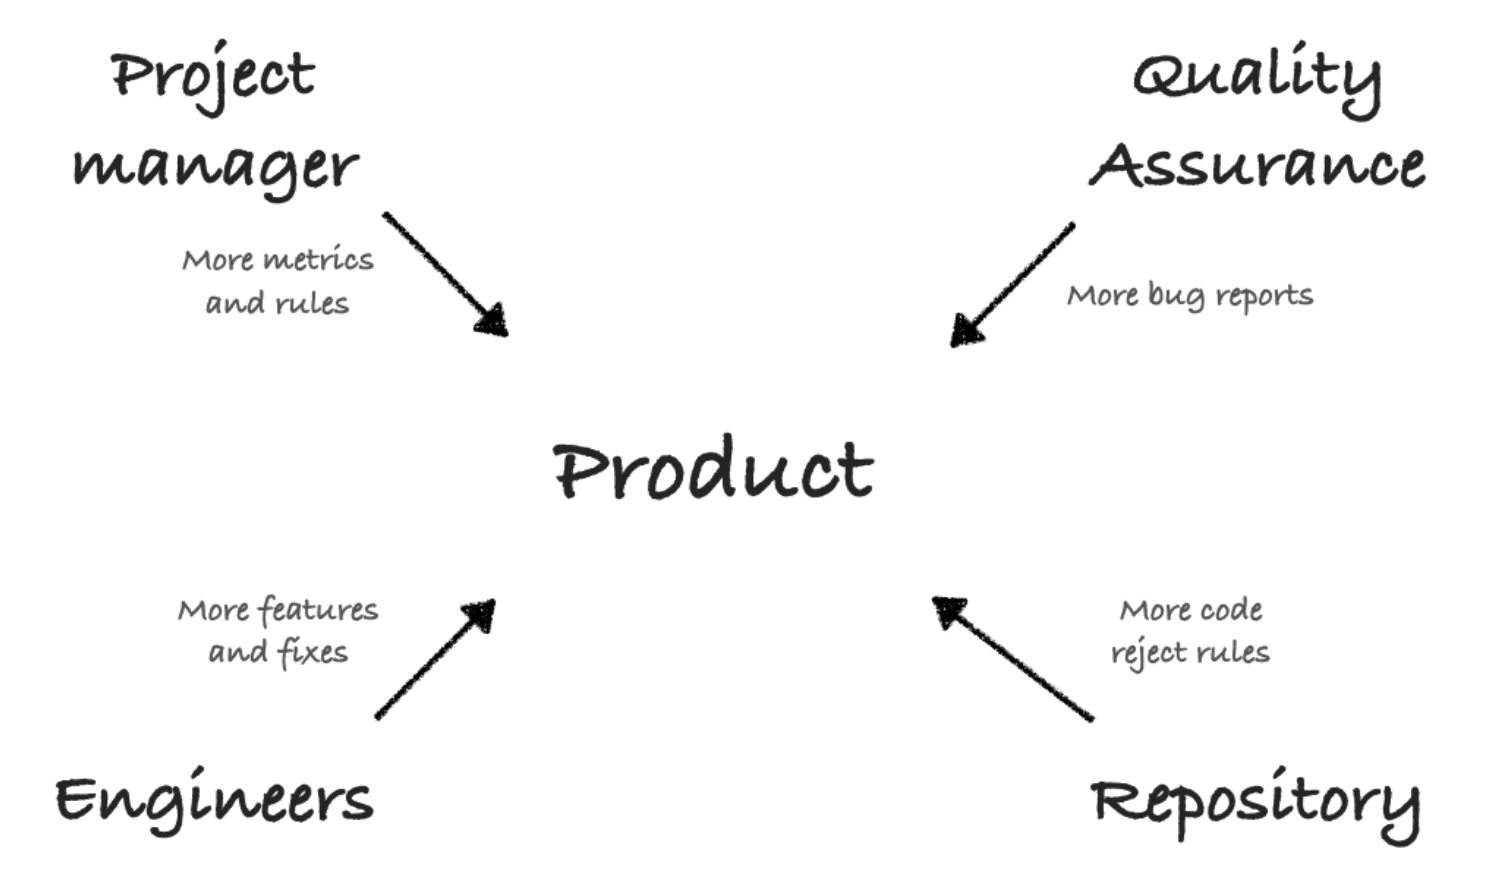 Project
manager
Quality
Assurance
More metrics
and rules
More bug reports
Product
More features
and fixes
More code
reject rules
Engineers
Repository